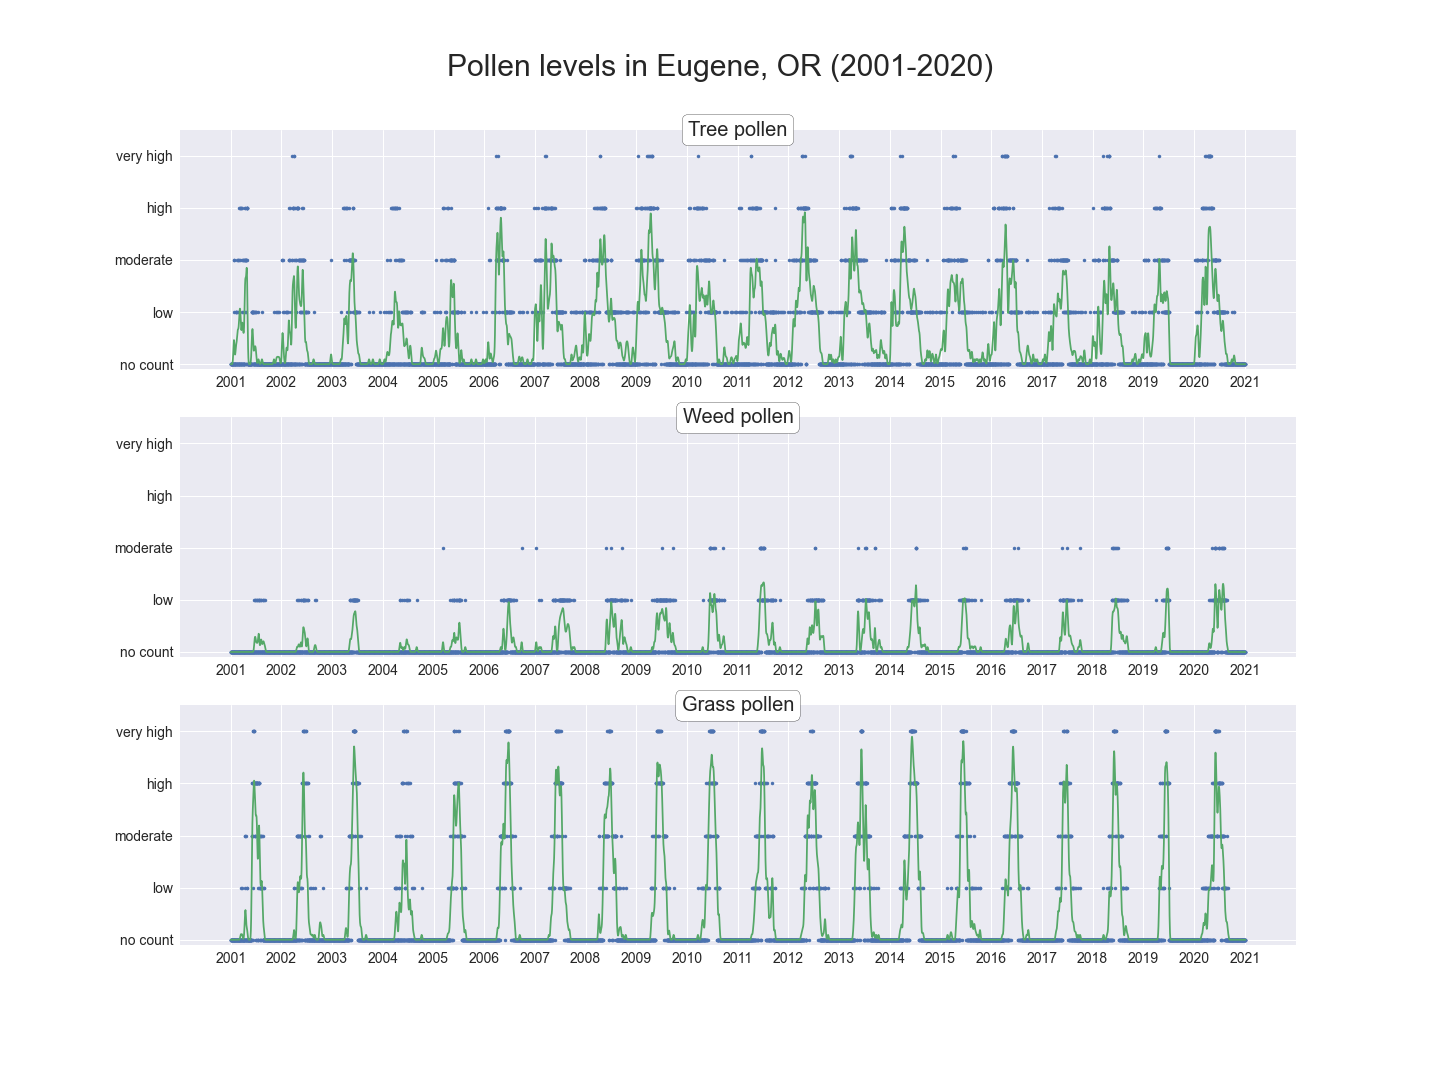 Pollen levels in Eugene, OR (2001-2020)
Tree pollen
very high
high
moderate
low
no count
2001 2002 2003 2004 2005 2006 2007 2008 2009 2010 2011 2012 2013 2014 2015 2016 2017 2018 2019 2020 2021
Weed pollen
very high
high
moderate
low
no count
2001 2002 2003 2004 2005 2006 2007 2008 2009 2010 2011 2012 2013 2014 2015 2016 2017 2018 2019 2020 2021
Grass pollen
very high
high
moderate
low
no count
2001 2002 2003 2004 2005 2006 2007 2008 2009 2010 2011 2012 2013 2014 2015 2016 2017 2018 2019 2020 2021